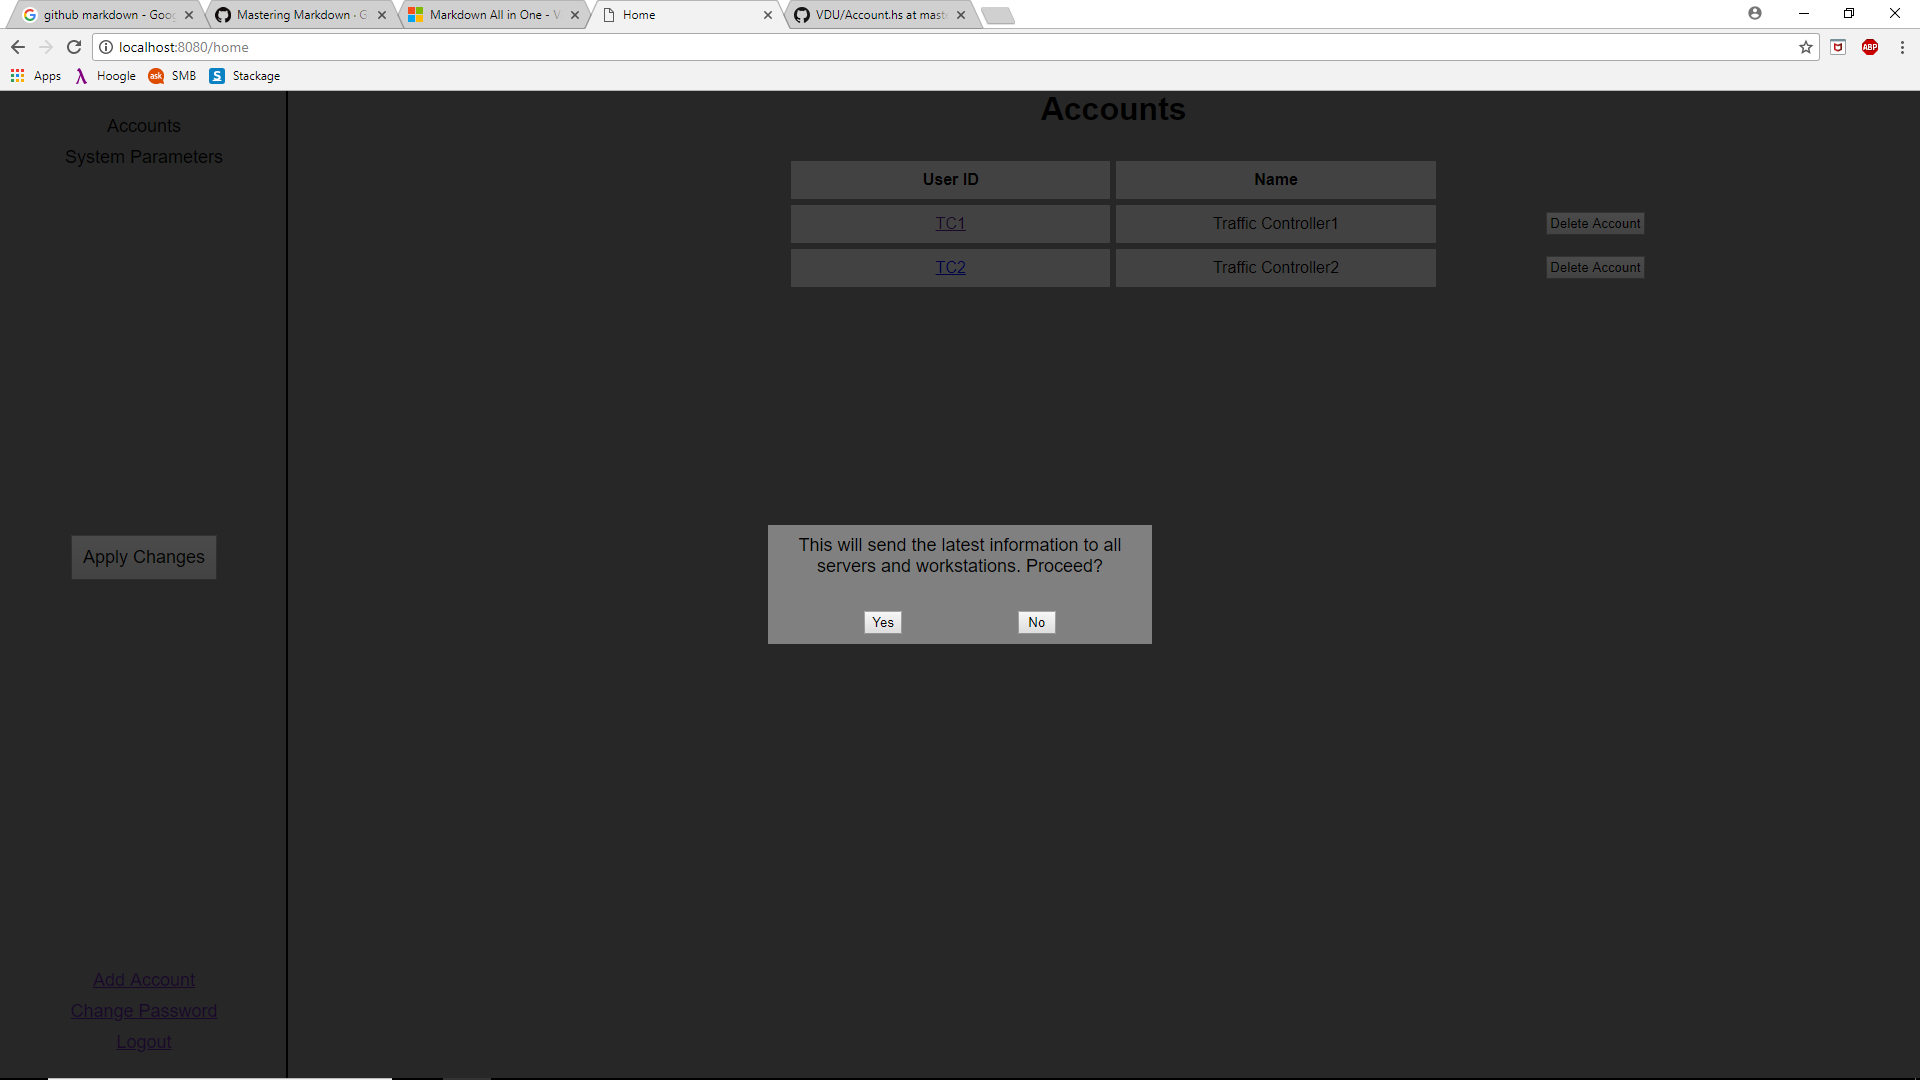 github markdown - Goo
Mastering Markdown · G
Markdown All in One - V
Home
VDU/Account.hs at mast
localhost:8080/home
ABP
Apps
Hoogle
ask
SMB
S
Stackage
Accounts
System Parameters
Apply Changes
Add Account
Change Password
Logout
Accounts
User ID Name
TC1 Traffic Controller1 Delete Account
TC2 Traffic Controller2 Delete Account
This will send the latest information to all
servers and workstations. Proceed?
Yes No